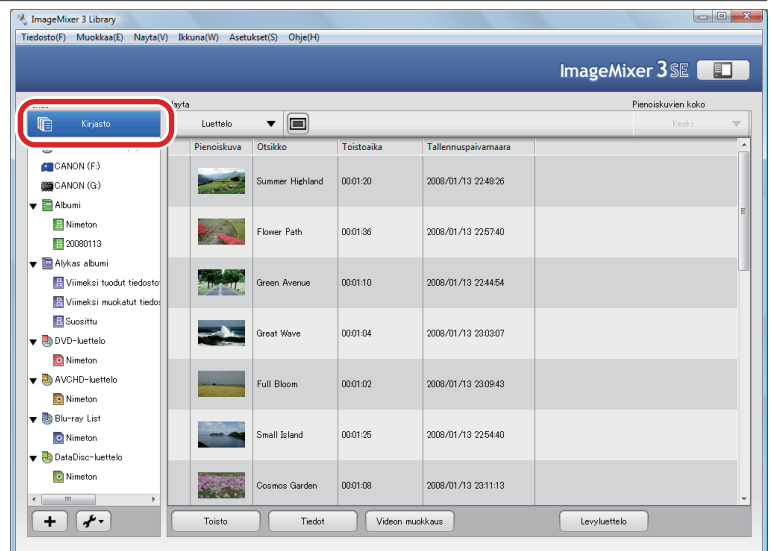 ImageMixer 3 Library
Tiedosto(F) Muokkaa(E) Nayta(V) Ikkuna(W) Asetukset(S) Ohje(H)
ImageMixer 3 SE
Pienoiskuvien koko
Kirjasto
Luettelo
Keski
Pienoiskuva Otsikko Toistoaika Tallennuspaivamaara
CANON (F:)
CANON (G:)
Albumi
Nimeton
20080113
Alykas albumi
Viimeksi tuodut tiedosto
Viimeksi muokatut tiedo
Suosittu
DVD-luettelo
Nimeton
AVCHD-luettelo
Nimeton
Blu-ray List
Nimeton
DataDisc-luettelo
Nimeton
Summer Highland 00:01:20 2008/01/13 22:48:26
Flower Path 00:01:36 2008/01/13 22:57:40
Green Avenue 00:01:10 2008/01/13 22:44:54
Great Wave 00:01:04 2008/01/13 23:03:07
Full Bloom 00:01:02 2008/01/13 23:09:43
Small Island 00:01:25 2008/01/13 22:54:40
Cosmos Garden 00:01:08 2008/01/13 23:11:13
Toisto Tiedot Videon muokkaus Levyluettelo